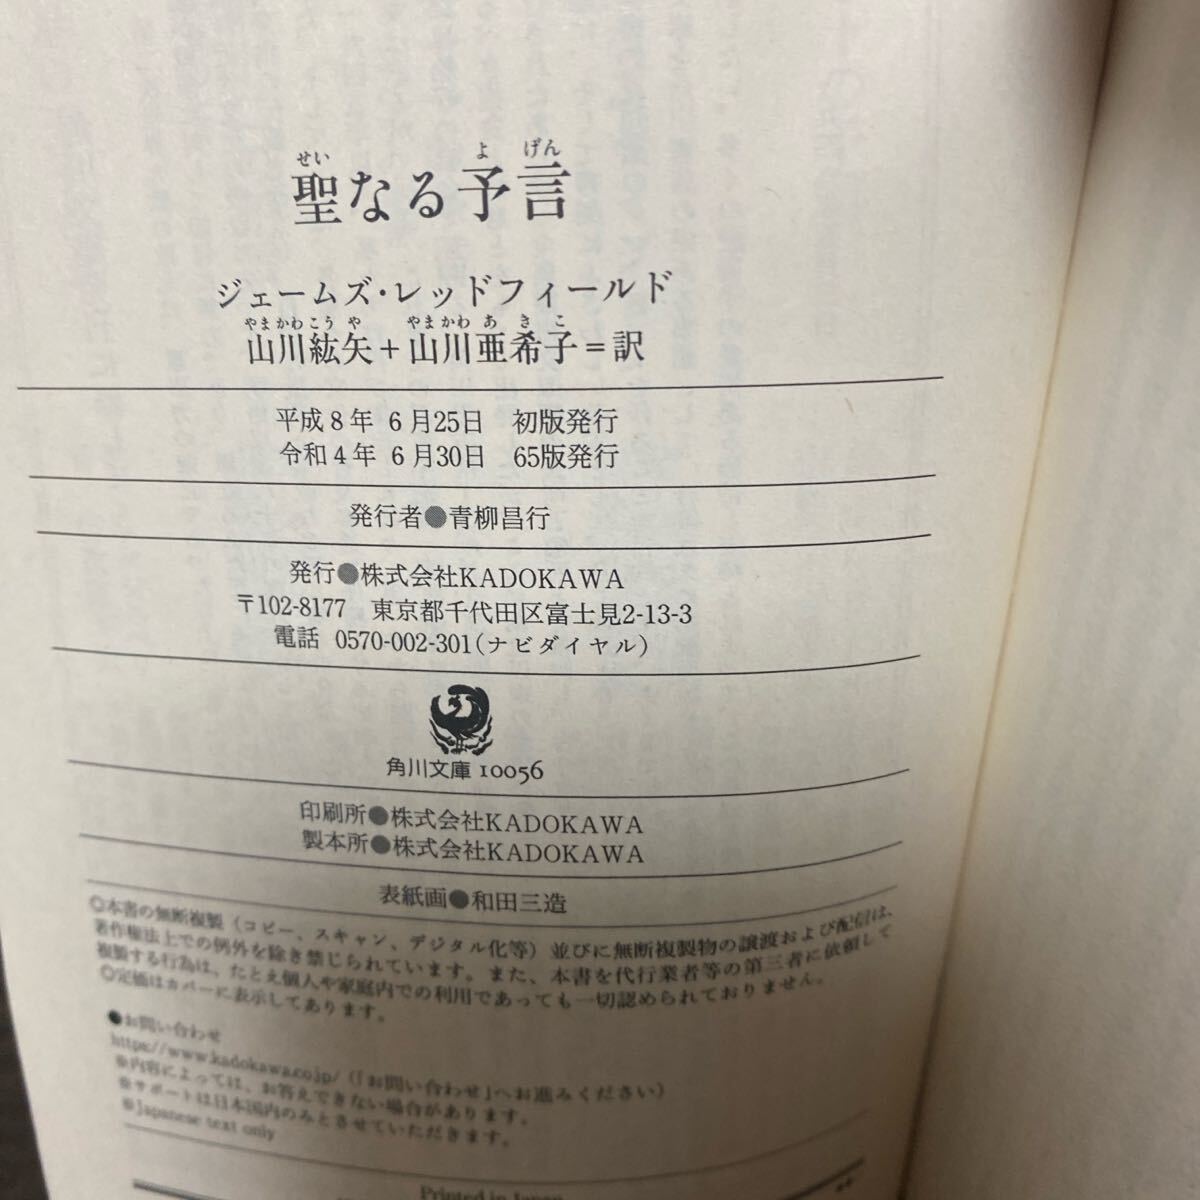 せい よ げん
聖なる予言
ジェームズ・レッドフィールド
やまかわこう や やまかわ あ き こ
山川紘矢+山川亜希子=訳
平成8年 6月25日 初版発行
令和4年 6月30日 65版発行
発行者●青柳昌行
発行●株式会社KADOKAWA
〒102-8177 東京都千代田区富士見2-13-3
電話 0570-002-301(ナビダイヤル)
角川文庫 10056
印刷所●株式会社KADOKAWA
製本所●株式会社KADOKAWA
表紙画●和田三造
◎本書の無断複製(コピー、スキャン、デジタル化等)並びに無断複製物の譲渡および配信は、
著作権法上での例外を除き禁じられています。また、本書を代行業者等の第三者に依頼して
複製する行為は、たとえ個人や家庭内での利用であっても一切認められておりません。
◎定価はカバーに表示してあります。
●お問い合わせ
https://www.kadokawa.co.jp/(「お問い合わせ」へお進みください)
※内容によっては、お答えできない場合があります。
※サポートは日本国内のみとさせていただきます。
※Japanese text only
Printed in Japan